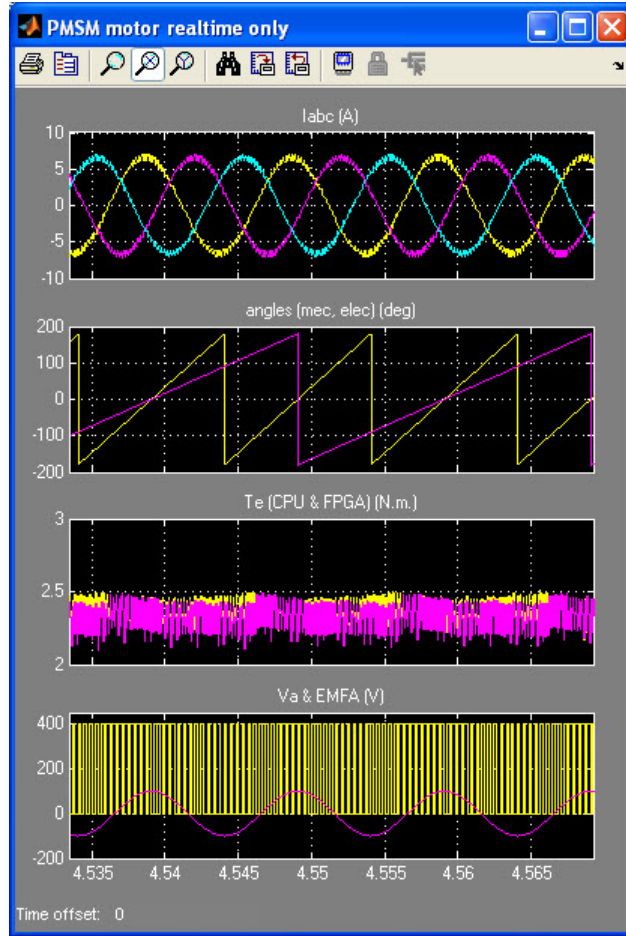 PMSM motor realtime only
Iabc (A)
10
5
0
-5
-10
angles (mec, elec) (deg)
200
100
0
-100
-200
Te (CPU & FPGA) (N.m.)
3
2.5
2
Va & EMFA (V)
400
200
0
-200
4.535 4.54 4.545 4.55 4.555 4.56 4.565
Time offset: 0